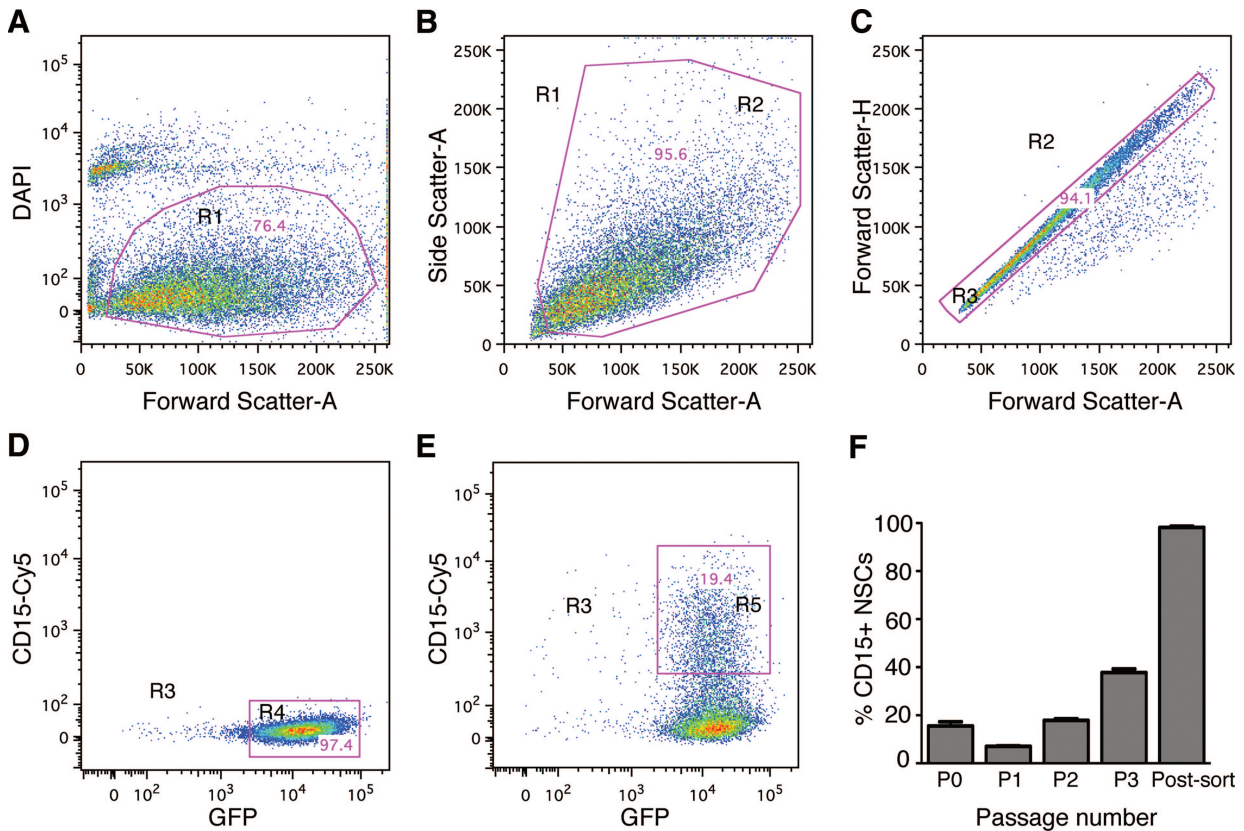 A
DAPI
10^5
10^4
10^3
10^2
0
R1
76.4
0 50K 100K 150K 200K 250K
Forward Scatter-A
B
Side Scatter-A
250K
200K
150K
100K
50K
0
R1
R2
95.6
0 50K 100K 150K 200K 250K
Forward Scatter-A
C
Forward Scatter-H
250K
200K
150K
100K
50K
0
R2
94.1
R3
0 50K 100K 150K 200K 250K
Forward Scatter-A
D
CD15-Cy5
10^5
10^4
10^3
10^2
0
R3
R4
97.4
0 10^2 10^3 10^4 10^5
GFP
E
CD15-Cy5
10^5
10^4
10^3
10^2
0
R3
19.4
R5
0 10^2 10^3 10^4 10^5
GFP
F
% CD15+ NSCs
100
80
60
40
20
0
P0 P1 P2 P3 Post-sort
Passage number